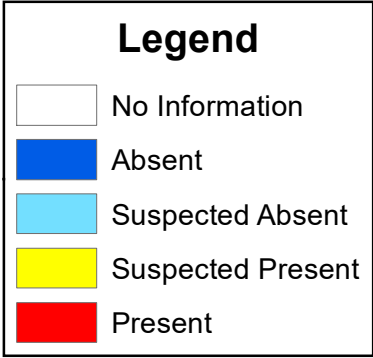 Legend
No Information
Absent
Suspected Absent
Suspected Present
Present